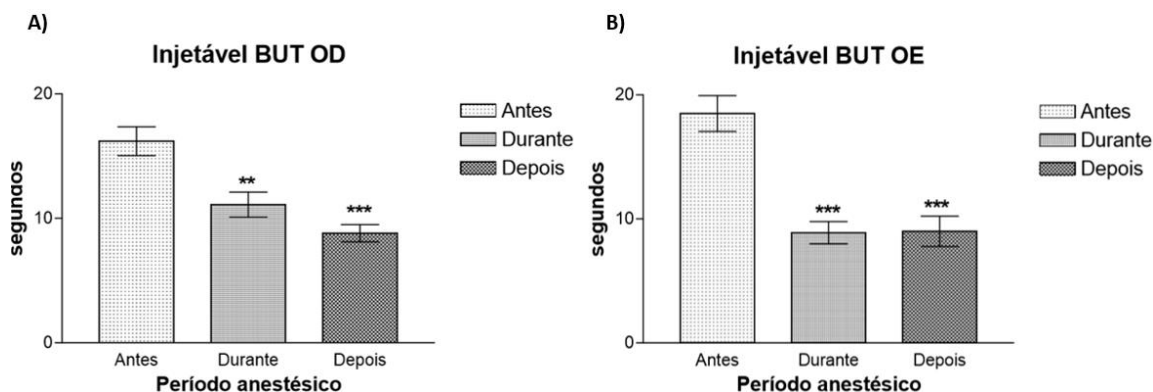 A)
Injetável BUT OD
20
10
0
segundos
**
***
Antes
Durante
Depois
Período anestésico
Antes
Durante
Depois
B)
Injetável BUT OE
20
10
0
segundos
***
***
Antes
Durante
Depois
Período anestésico
Antes
Durante
Depois